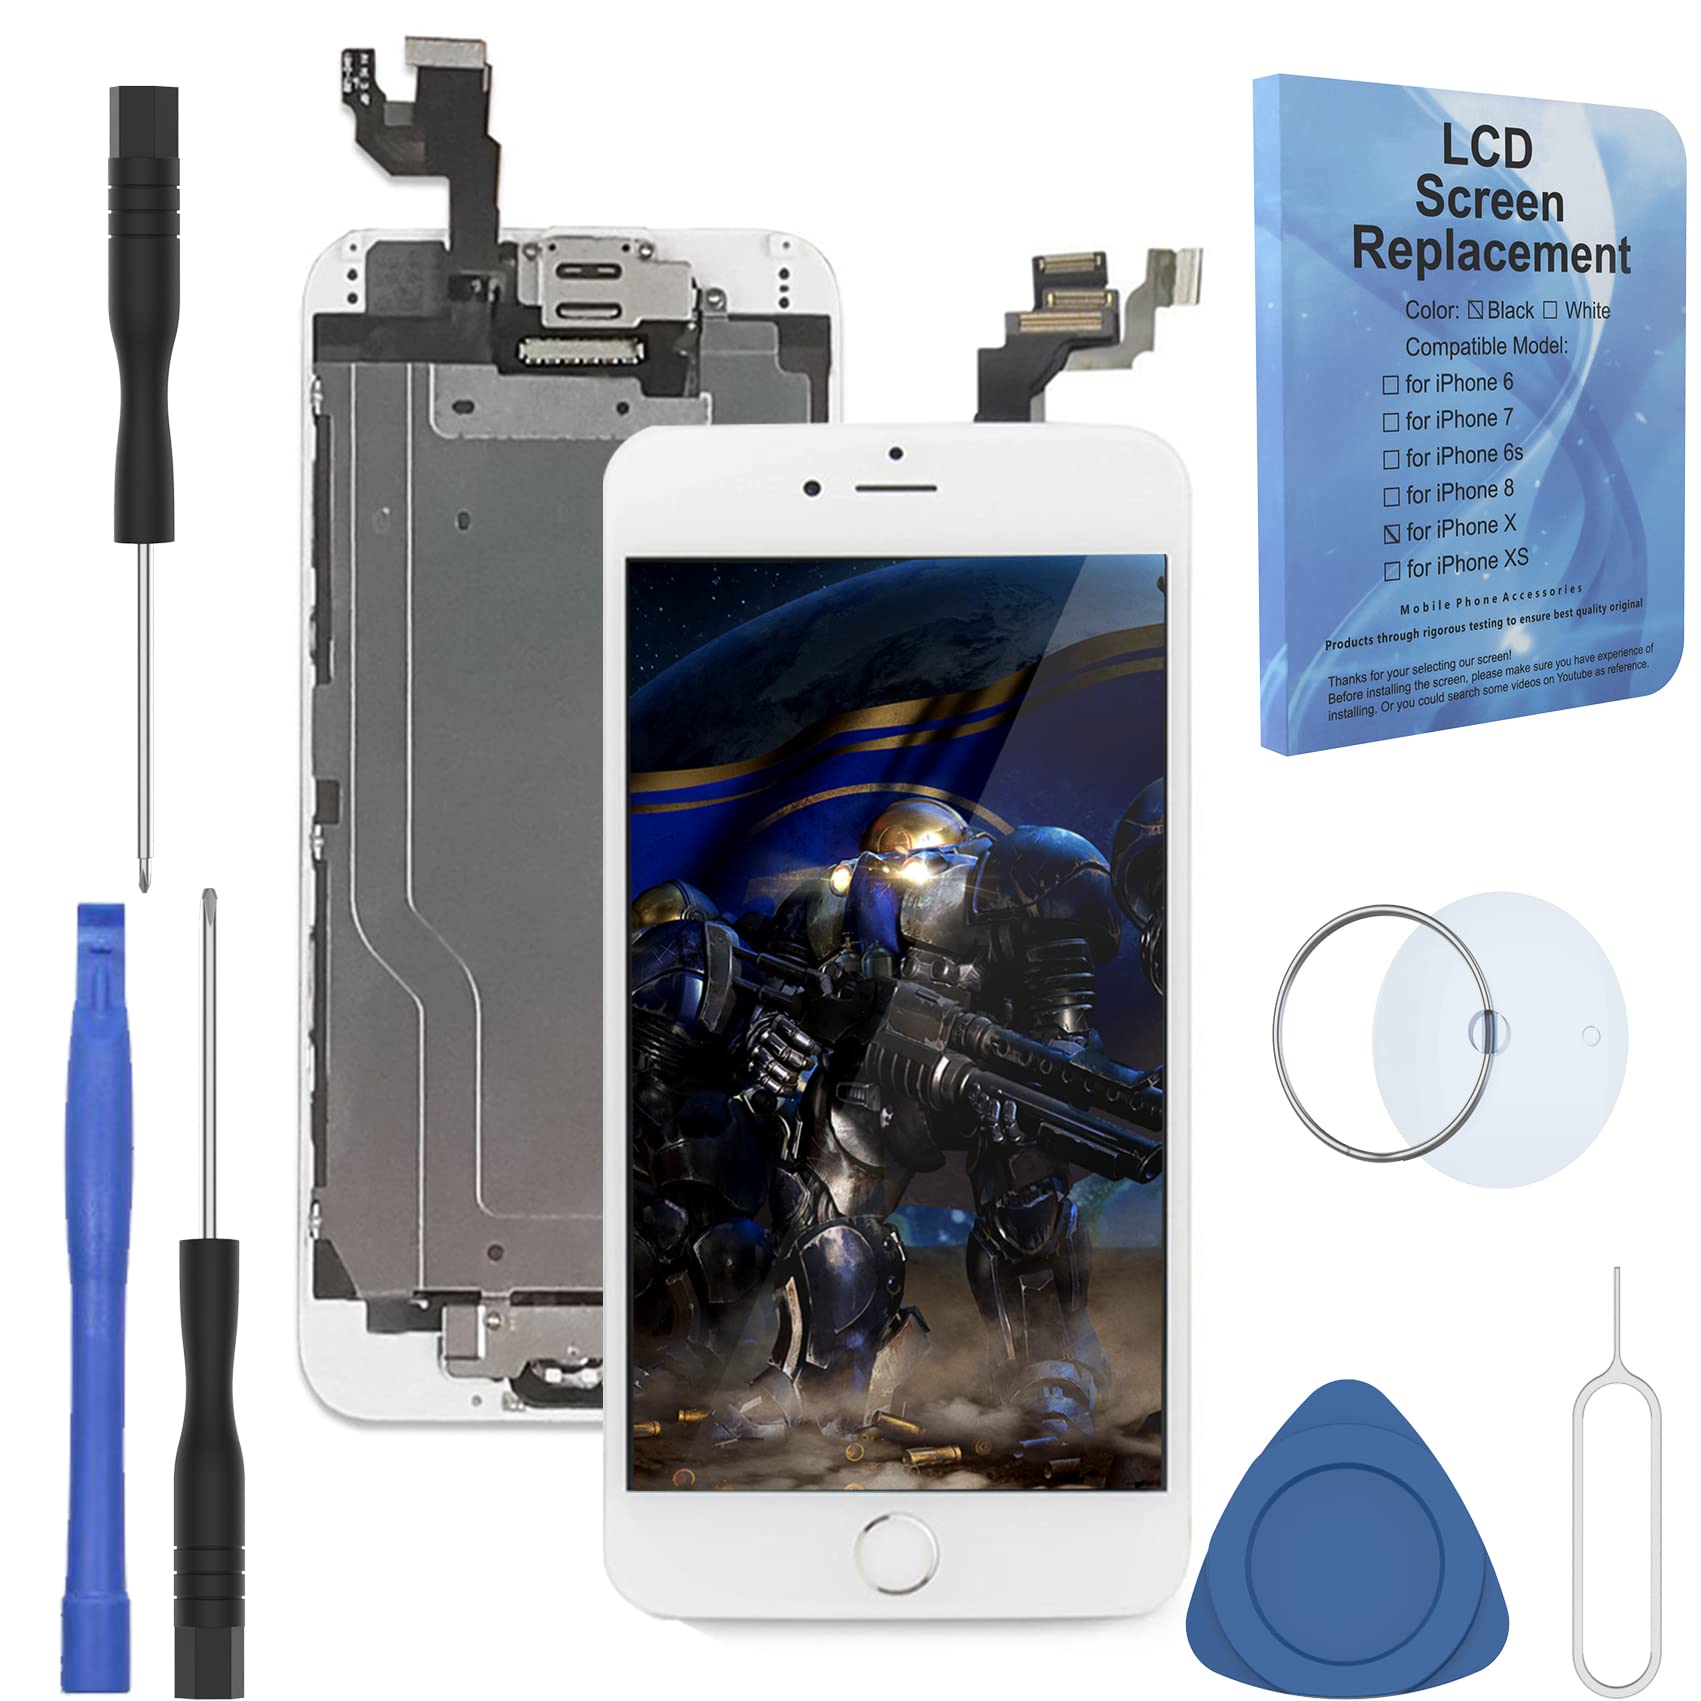 LCD
Screen
Replacement
Color: Black White
Compatible Model:
for iPhone 6
for iPhone 7
for iPhone 6s
for iPhone 8
for iPhone X
for iPhone XS
Mobile Phone Accessories
Products through rigorous testing to ensure best quality original
Thanks for your selecting our screen!
Before installing the screen, please make sure you have experience of
installing. Or you could search some videos on Youtube as reference.